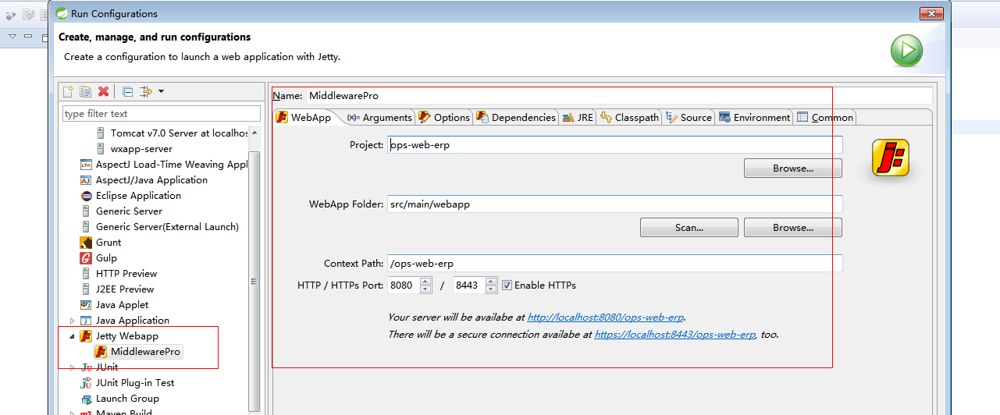 Run Configurations
Create, manage, and run configurations
Create a configuration to launch a web application with Jetty.
type filter text
Tomcat v7.0 Server at localhos
wxapp-server
AspectJ Load-Time Weaving Appl
AspectJ/Java Application
Eclipse Application
Generic Server
Generic Server(External Launch)
Grunt
Gulp
HTTP Preview
J2EE Preview
Java Applet
Java Application
Jetty Webapp
MiddlewarePro
JUnit
JUnit Plug-in Test
Launch Group
Maven Build
Name: MiddlewarePro
WebApp (x)= Arguments Options Dependencies JRE Classpath Source Environment Common
Project: ops-web-erp
Browse...
WebApp Folder: src/main/webapp
Scan... Browse...
Context Path: /ops-web-erp
HTTP / HTTPs Port: 8080 / 8443 Enable HTTPs
Your server will be availabe at http://localhost:8080/ops-web-erp.
There will be a secure connection availabe at https://localhost:8443/ops-web-erp, too.